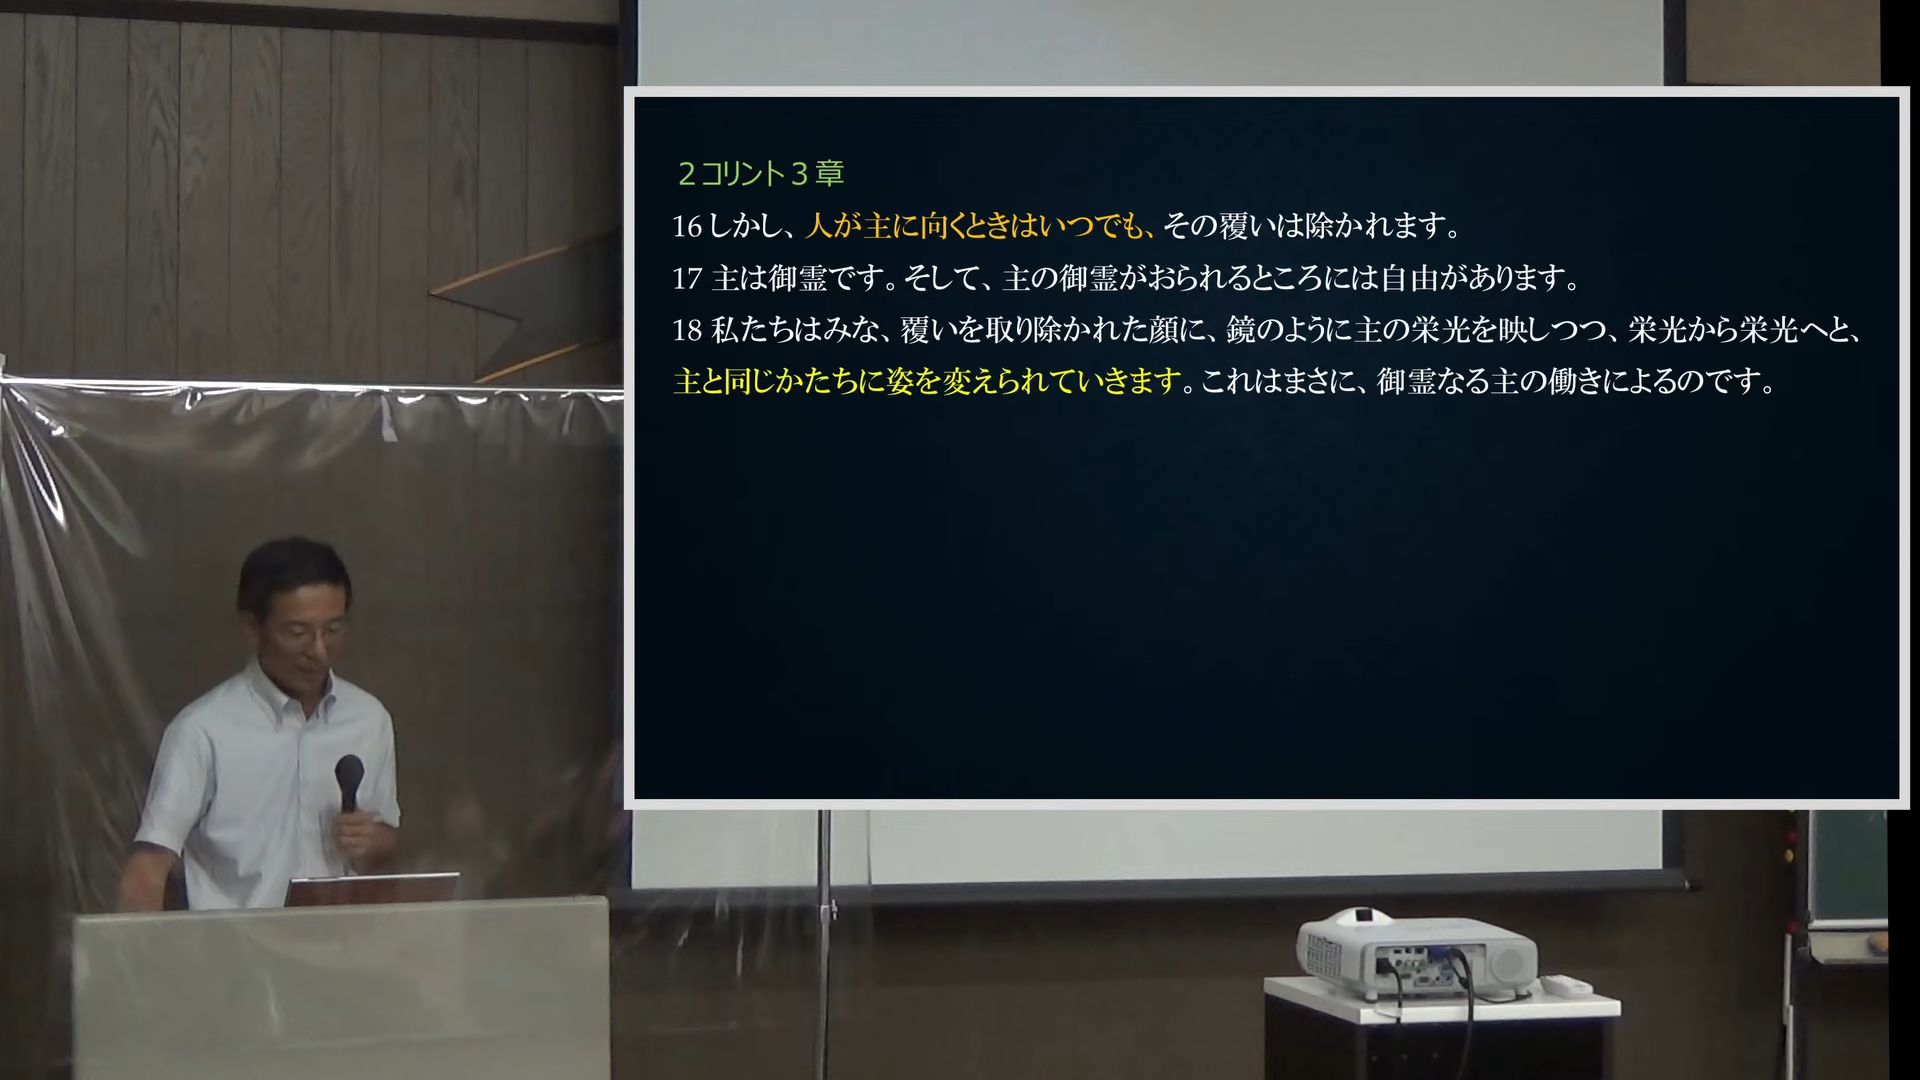 ２コリント３章
16 しかし、人が主に向くときはいつでも、その覆いは除かれます。
17 主は御霊です。そして、主の御霊がおられるところには自由があります。
18 私たちはみな、覆いを取り除かれた顔に、鏡のように主の栄光を映しつつ、栄光から栄光へと、
主と同じかたちに姿を変えられていきます。これはまさに、御霊なる主の働きによるのです。